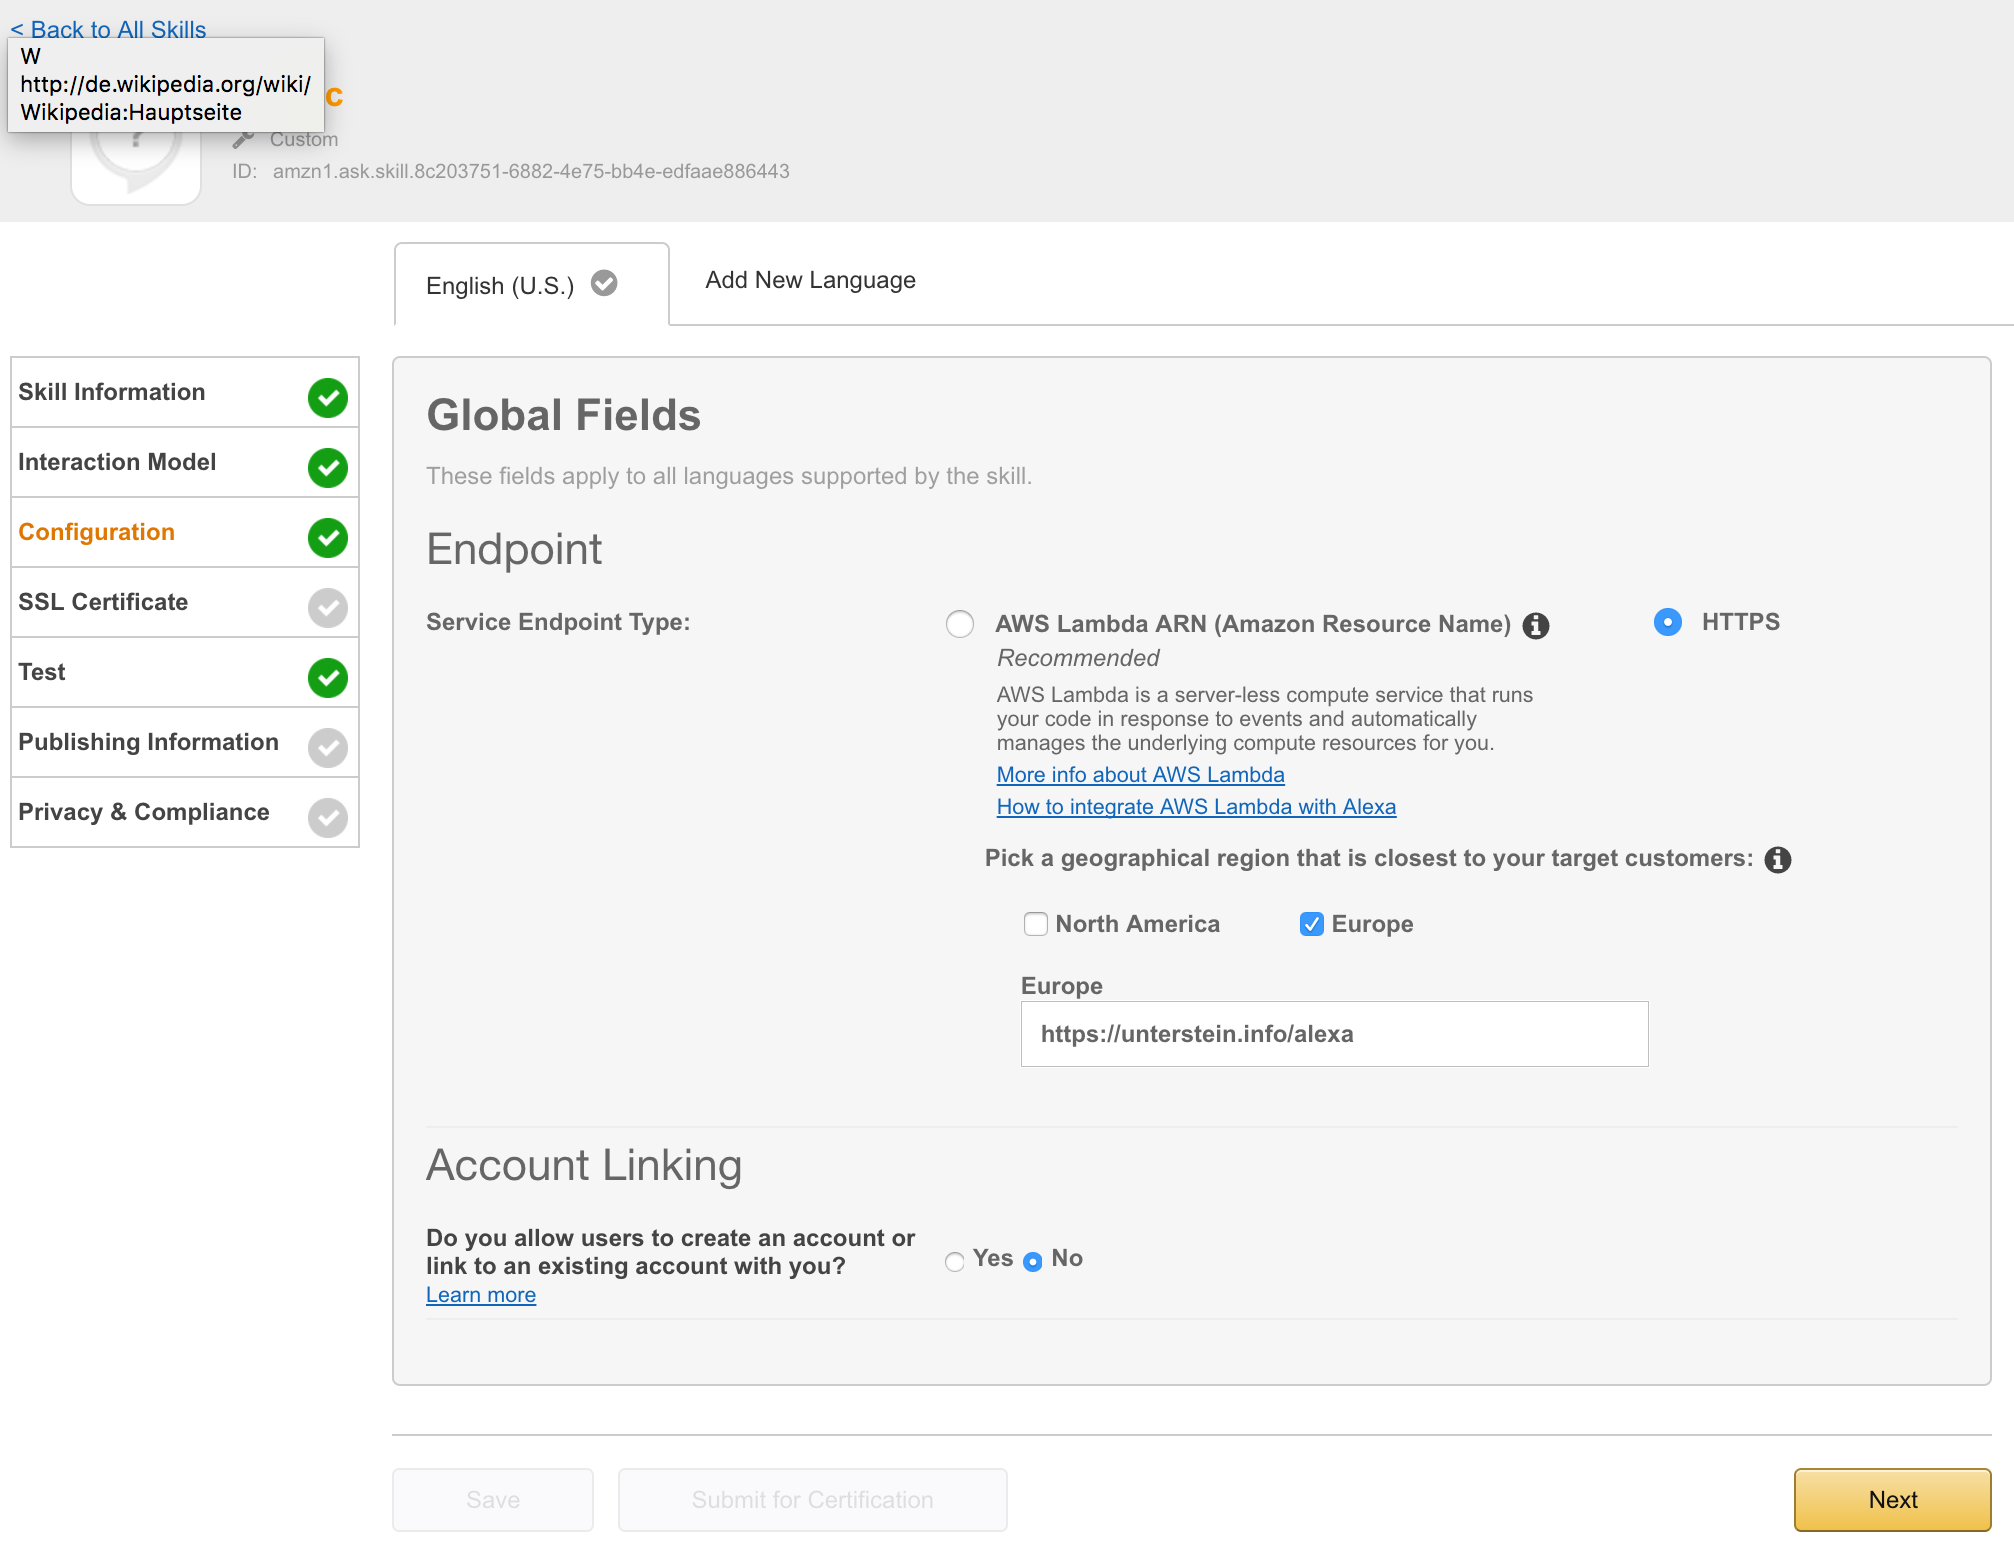 < Back to All Skills
W
http://de.wikipedia.org/wiki/
Wikipedia:Hauptseite
c
Custom
ID: amzn1.ask.skill.8c203751-6882-4e75-bb4e-edfaae886443
English (U.S.)
Add New Language
Skill Information
Interaction Model
Configuration
SSL Certificate
Test
Publishing Information
Privacy & Compliance
Global Fields
These fields apply to all languages supported by the skill.
Endpoint
Service Endpoint Type:
AWS Lambda ARN (Amazon Resource Name)
HTTPS
Recommended
AWS Lambda is a server-less compute service that runs
your code in response to events and automatically
manages the underlying compute resources for you.
More info about AWS Lambda
How to integrate AWS Lambda with Alexa
Pick a geographical region that is closest to your target customers:
North America Europe
Europe
https://unterstein.info/alexa
Account Linking
Do you allow users to create an account or
link to an existing account with you?
Yes No
Learn more
Save Submit for Certification Next